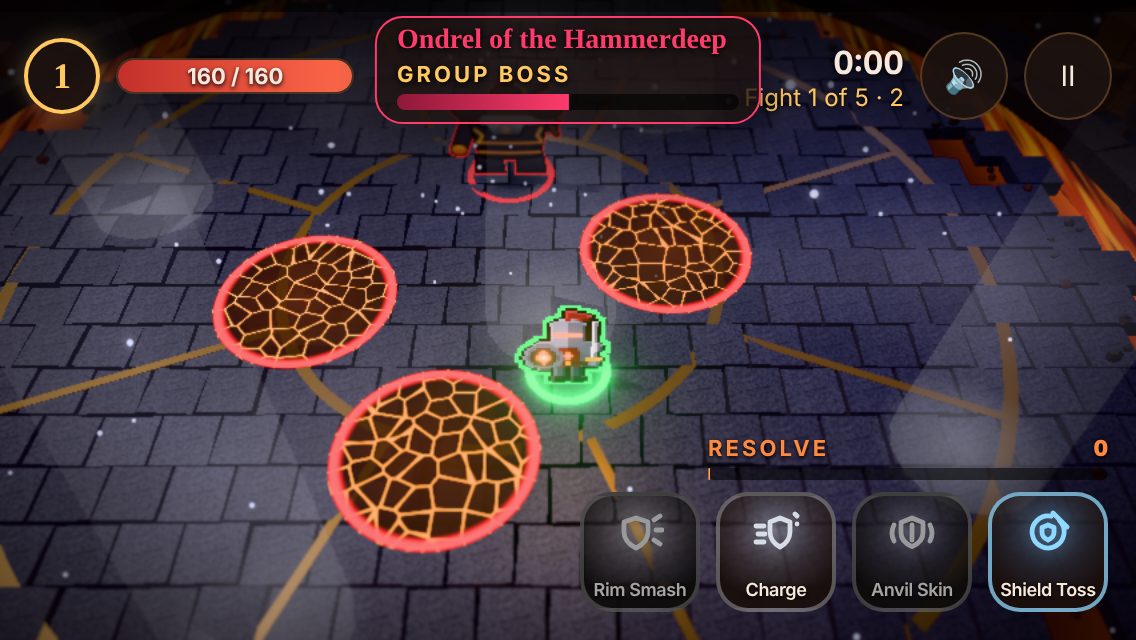 1
160 / 160
Ondrel of the Hammerdeep
GROUP BOSS
0:00
Fight 1 of 5 · 2
RESOLVE
0
Rim Smash
Charge
Anvil Skin
Shield Toss